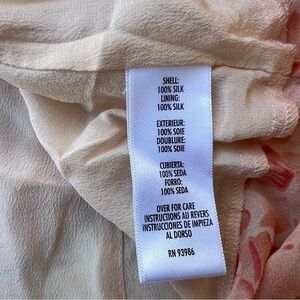 SHELL:
100% SILK
LINING:
100% SILK
EXTERIEUR:
100% SOIE
DOUBLURE:
100% SOIE
CUBIERTA:
100% SEDA
FORRO:
100% SEDA
OVER FOR CARE
INSTRUCTIONS AU REVERS
INSTRUCCIONES DE IMPIEZA
AL DORSO
RN 93986